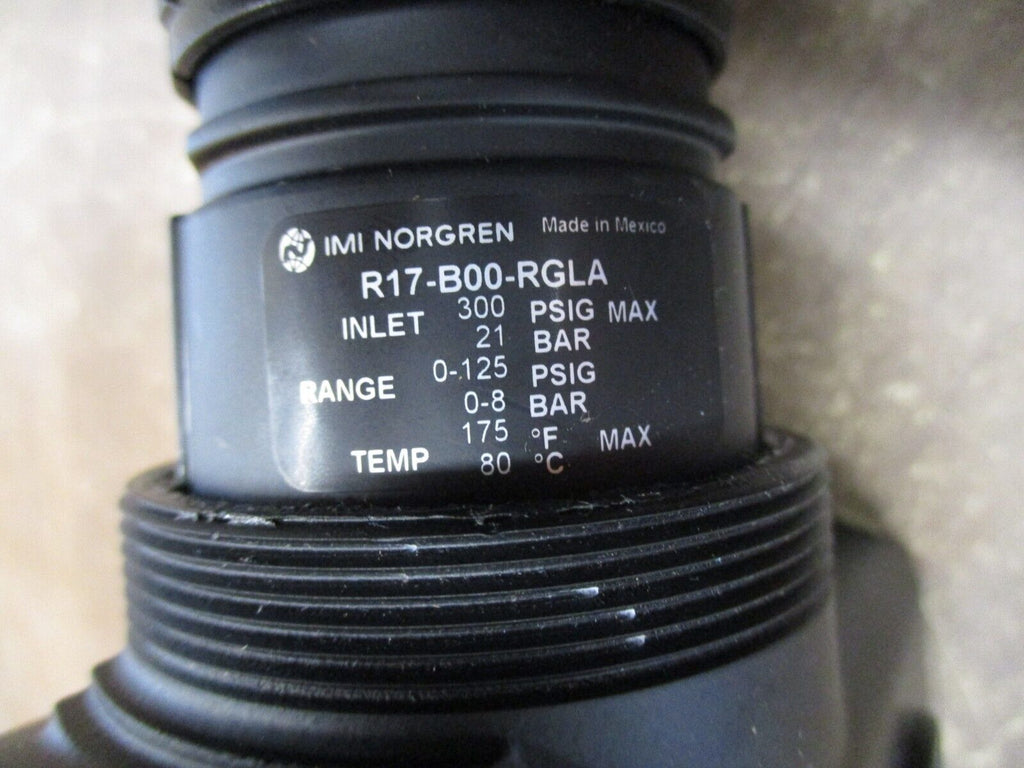 IMI NORGREN Made in Mexico
R17-B00-RGLA
INLET 300 PSIG MAX
21 BAR
RANGE 0-125 PSIG
0-8 BAR
TEMP 175 °F MAX
80 °C